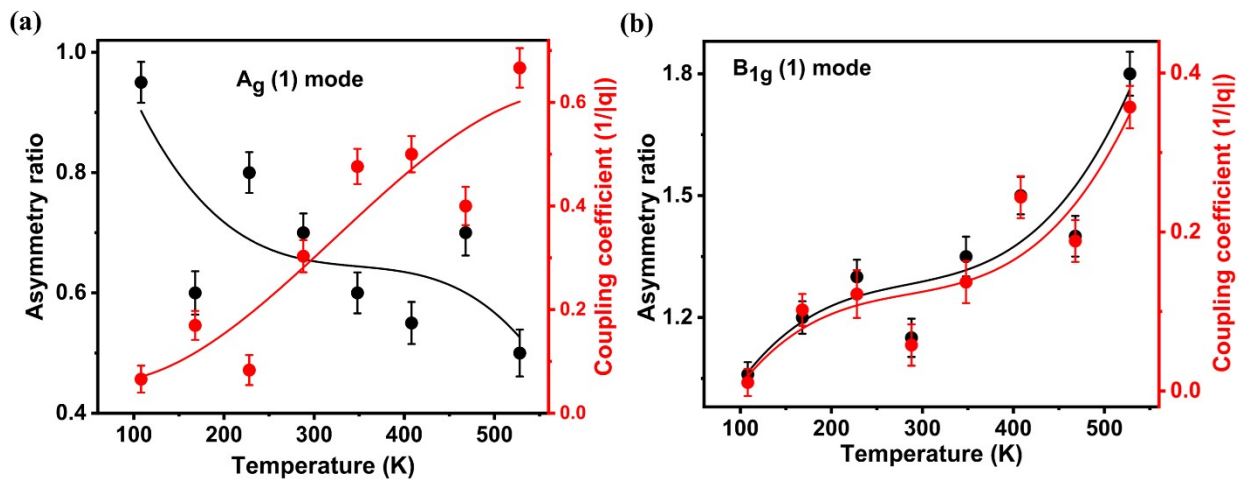 (a)
A_g (1) mode
Asymmetry ratio
1.0
0.8
0.6
0.4
0.6
0.4
0.2
0.0
Coupling coefficient (1/|q|)
100 200 300 400 500
Temperature (K)
(b)
B_1g (1) mode
Asymmetry ratio
1.8
1.5
1.2
0.4
0.2
0.0
Coupling coefficient (1/|q|)
100 200 300 400 500
Temperature (K)